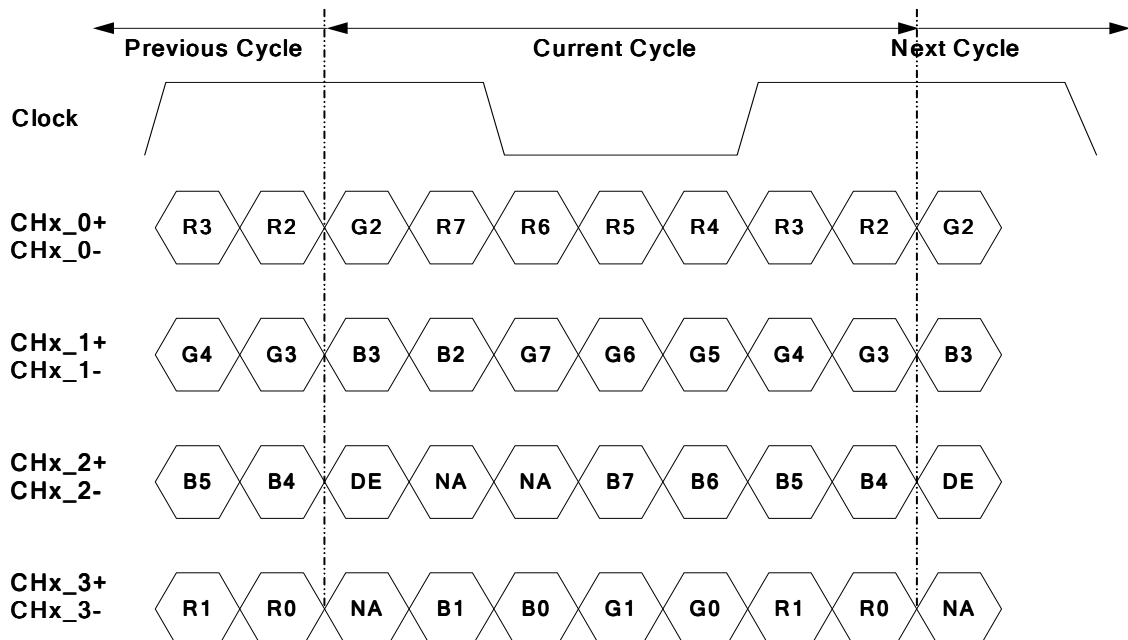 Previous Cycle Current Cycle Next Cycle
Clock
CHx_0+
CHx_0-
R3 R2 G2 R7 R6 R5 R4 R3 R2 G2
CHx_1+
CHx_1-
G4 G3 B3 B2 G7 G6 G5 G4 G3 B3
CHx_2+
CHx_2-
B5 B4 DE NA NA B7 B6 B5 B4 DE
CHx_3+
CHx_3-
R1 R0 NA B1 B0 G1 G0 R1 R0 NA